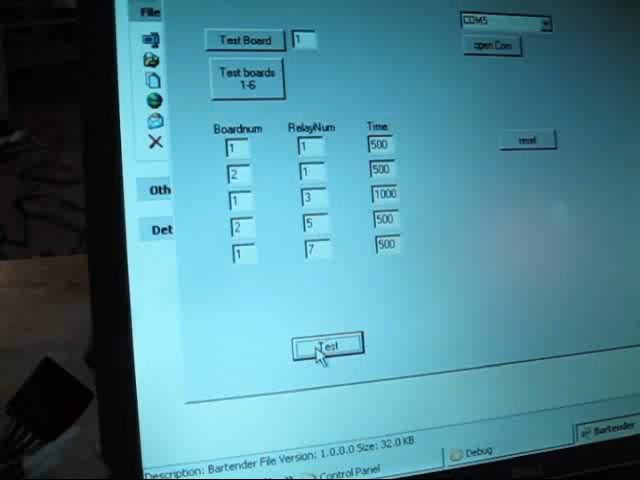 File
COM5
Test Board 1
open Com
Test boards
1-6
Boardnum RelayNum Time
reset
1 1 500
2 1 500
Oth
1 3 1000
Det
2 5 500
1 7 500
Test
Description: Bartender File Version: 1.0.0.0 Size: 32.0 KB
Control Panel
Debug
Bartender